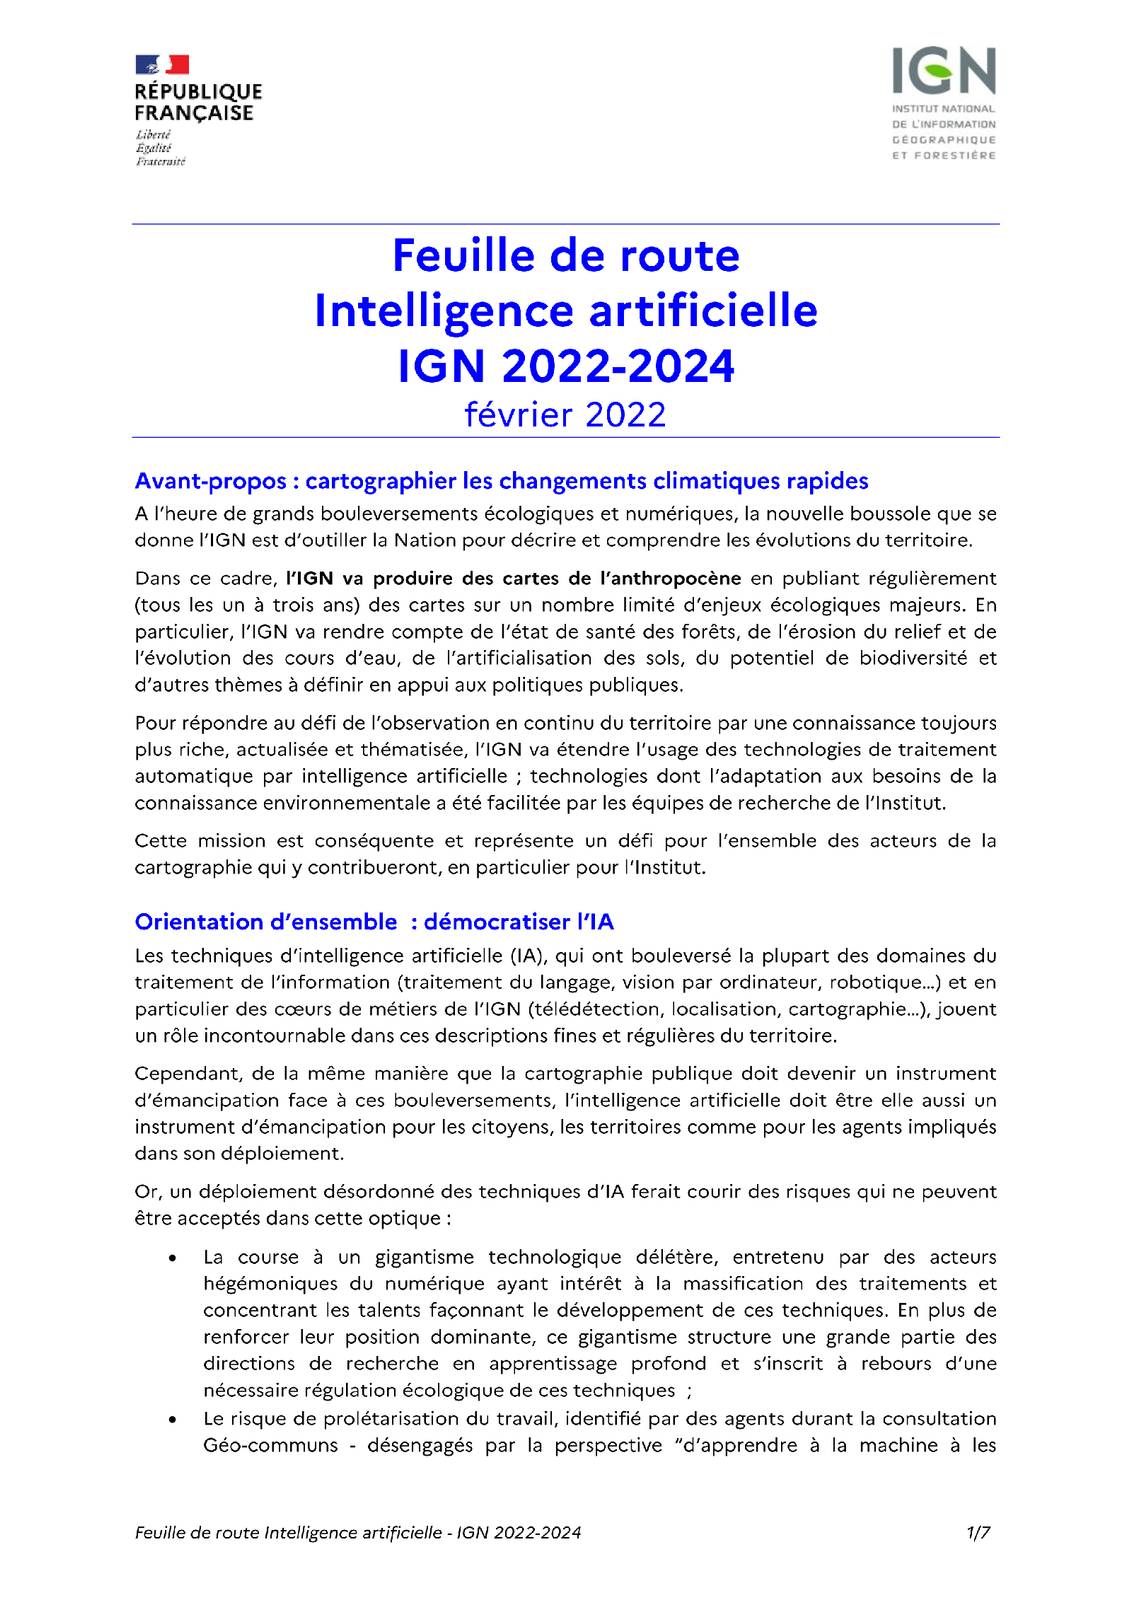 RÉPUBLIQUE
FRANÇAISE
Liberté
Égalité
Fraternité
IGN
INSTITUT NATIONAL
DE L'INFORMATION
GÉOGRAPHIQUE
ET FORESTIÈRE
Feuille de route
Intelligence artificielle
IGN 2022-2024
février 2022
Avant-propos : cartographier les changements climatiques rapides
A l'heure de grands bouleversements écologiques et numériques, la nouvelle boussole que se
donne l'IGN est d'outiller la Nation pour décrire et comprendre les évolutions du territoire.
Dans ce cadre, l'IGN va produire des cartes de l'anthropocène en publiant régulièrement
(tous les un à trois ans) des cartes sur un nombre limité d'enjeux écologiques majeurs. En
particulier, l'IGN va rendre compte de l'état de santé des forêts, de l'érosion du relief et de
l'évolution des cours d'eau, de l'artificialisation des sols, du potentiel de biodiversité et
d'autres thèmes à définir en appui aux politiques publiques.
Pour répondre au défi de l'observation en continu du territoire par une connaissance toujours
plus riche, actualisée et thématisée, l'IGN va étendre l'usage des technologies de traitement
automatique par intelligence artificielle ; technologies dont l'adaptation aux besoins de la
connaissance environnementale a été facilitée par les équipes de recherche de l'Institut.
Cette mission est conséquente et représente un défi pour l'ensemble des acteurs de la
cartographie qui y contribueront, en particulier pour l'Institut.
Orientation d'ensemble : démocratiser l'IA
Les techniques d'intelligence artificielle (IA), qui ont bouleversé la plupart des domaines du
traitement de l'information (traitement du langage, vision par ordinateur, robotique…) et en
particulier des cœurs de métiers de l'IGN (télédétection, localisation, cartographie…), jouent
un rôle incontournable dans ces descriptions fines et régulières du territoire.
Cependant, de la même manière que la cartographie publique doit devenir un instrument
d'émancipation face à ces bouleversements, l'intelligence artificielle doit être elle aussi un
instrument d'émancipation pour les citoyens, les territoires comme pour les agents impliqués
dans son déploiement.
Or, un déploiement désordonné des techniques d'IA ferait courir des risques qui ne peuvent
être acceptés dans cette optique :
• La course à un gigantisme technologique délétère, entretenu par des acteurs
hégémoniques du numérique ayant intérêt à la massification des traitements et
concentrant les talents façonnant le développement de ces techniques. En plus de
renforcer leur position dominante, ce gigantisme structure une grande partie des
directions de recherche en apprentissage profond et s'inscrit à rebours d'une
nécessaire régulation écologique de ces techniques ;
• Le risque de prolétarisation du travail, identifié par des agents durant la consultation
Géo-communs - désengagés par la perspective "d'apprendre à la machine à les
Feuille de route Intelligence artificielle - IGN 2022-2024
1/7